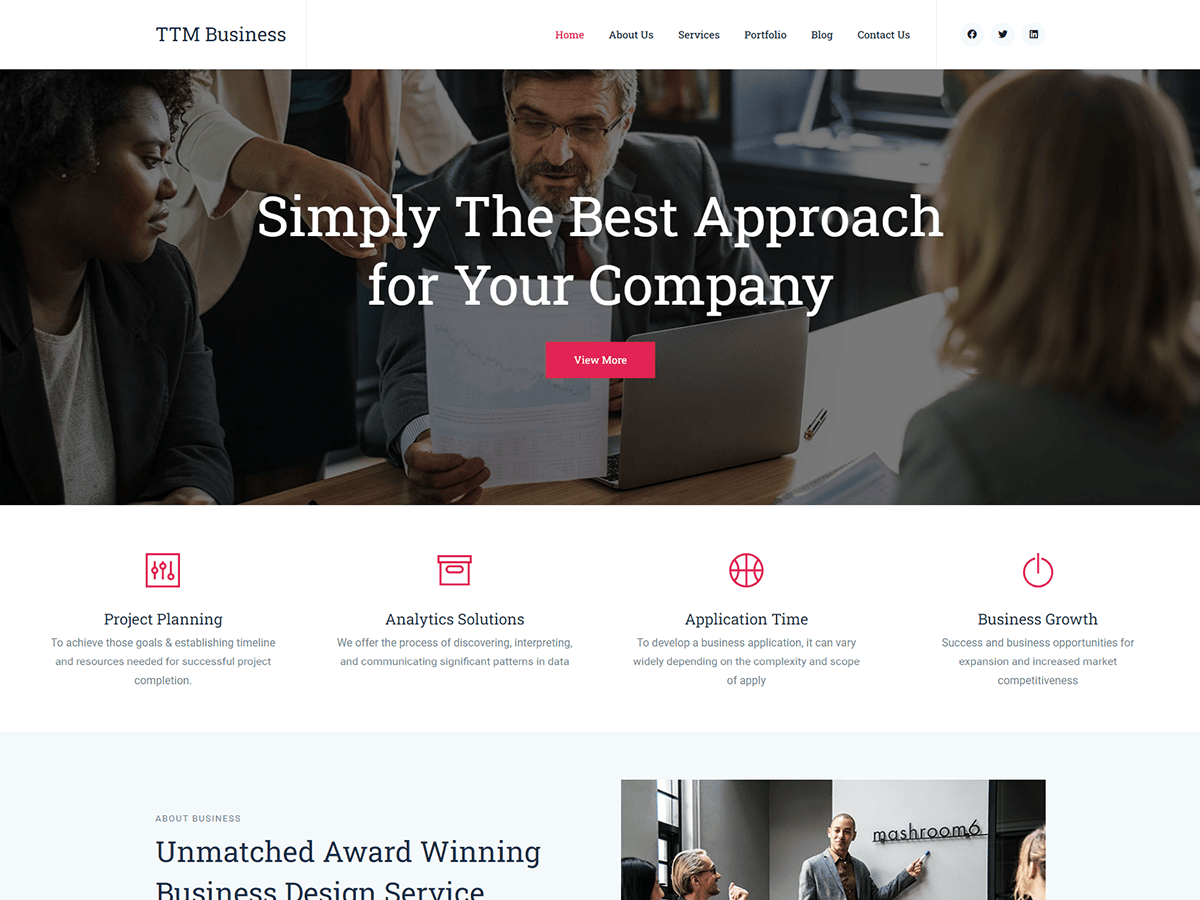 TTM Business
Home About Us Services Portfolio Blog Contact Us
Simply The Best Approach
for Your Company
View More
Project Planning
To achieve those goals & establishing timeline
and resources needed for successful project
completion.
Analytics Solutions
We offer the process of discovering, interpreting,
and communicating significant patterns in data
Application Time
To develop a business application, it can vary
widely depending on the complexity and scope
of apply
Business Growth
Success and business opportunities for
expansion and increased market
competitiveness
ABOUT BUSINESS
Unmatched Award Winning
Business Design Service
mashroom6